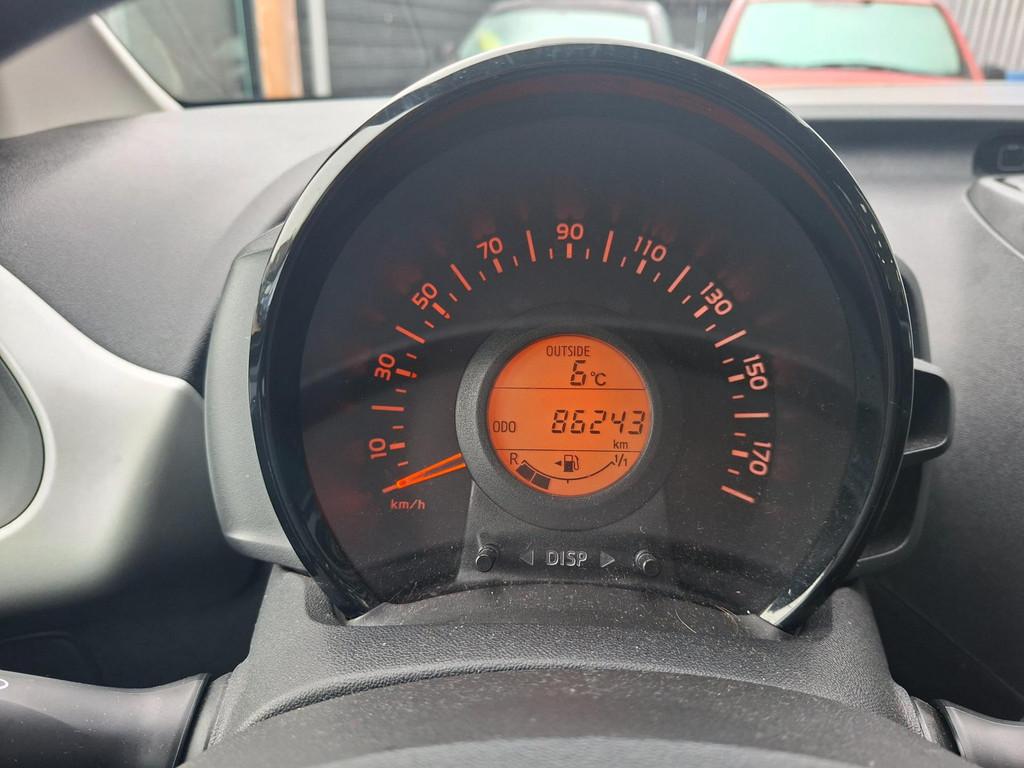 10
30
50
70
90
110
130
150
170
km/h
OUTSIDE
6°C
ODO 86243
km
R 1/1
DISP